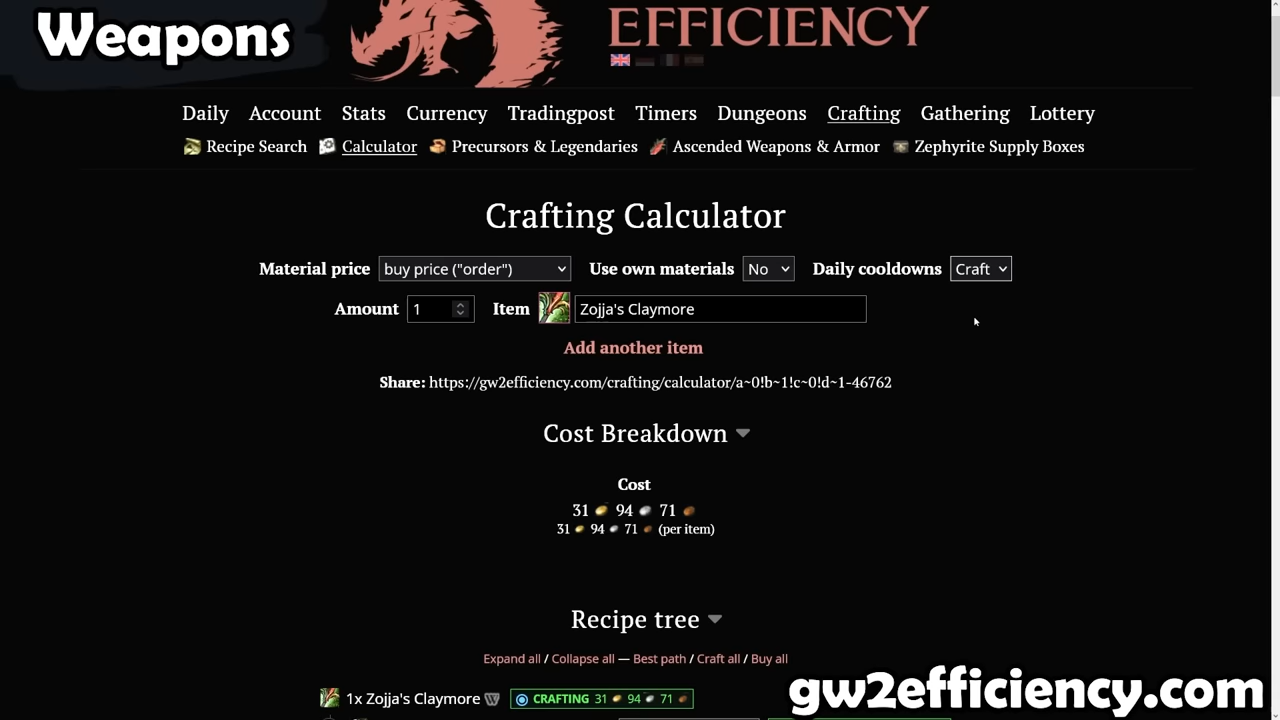 Weapons
EFFICIENCY
Daily Account Stats Currency Tradingpost Timers Dungeons Crafting Gathering Lottery
Recipe Search Calculator Precursors & Legendaries Ascended Weapons & Armor Zephyrite Supply Boxes
Crafting Calculator
Material price buy price ("order") Use own materials No Daily cooldowns Craft
Amount 1 Item Zojja's Claymore
Add another item
Share: https://gw2efficiency.com/crafting/calculator/a~0!b~1!c~0!d~1-46762
Cost Breakdown
Cost
31 94 71
31 94 71 (per item)
Recipe tree
Expand all / Collapse all — Best path / Craft all / Buy all
1x Zojja's Claymore W CRAFTING 31 94 71
gw2efficiency.com